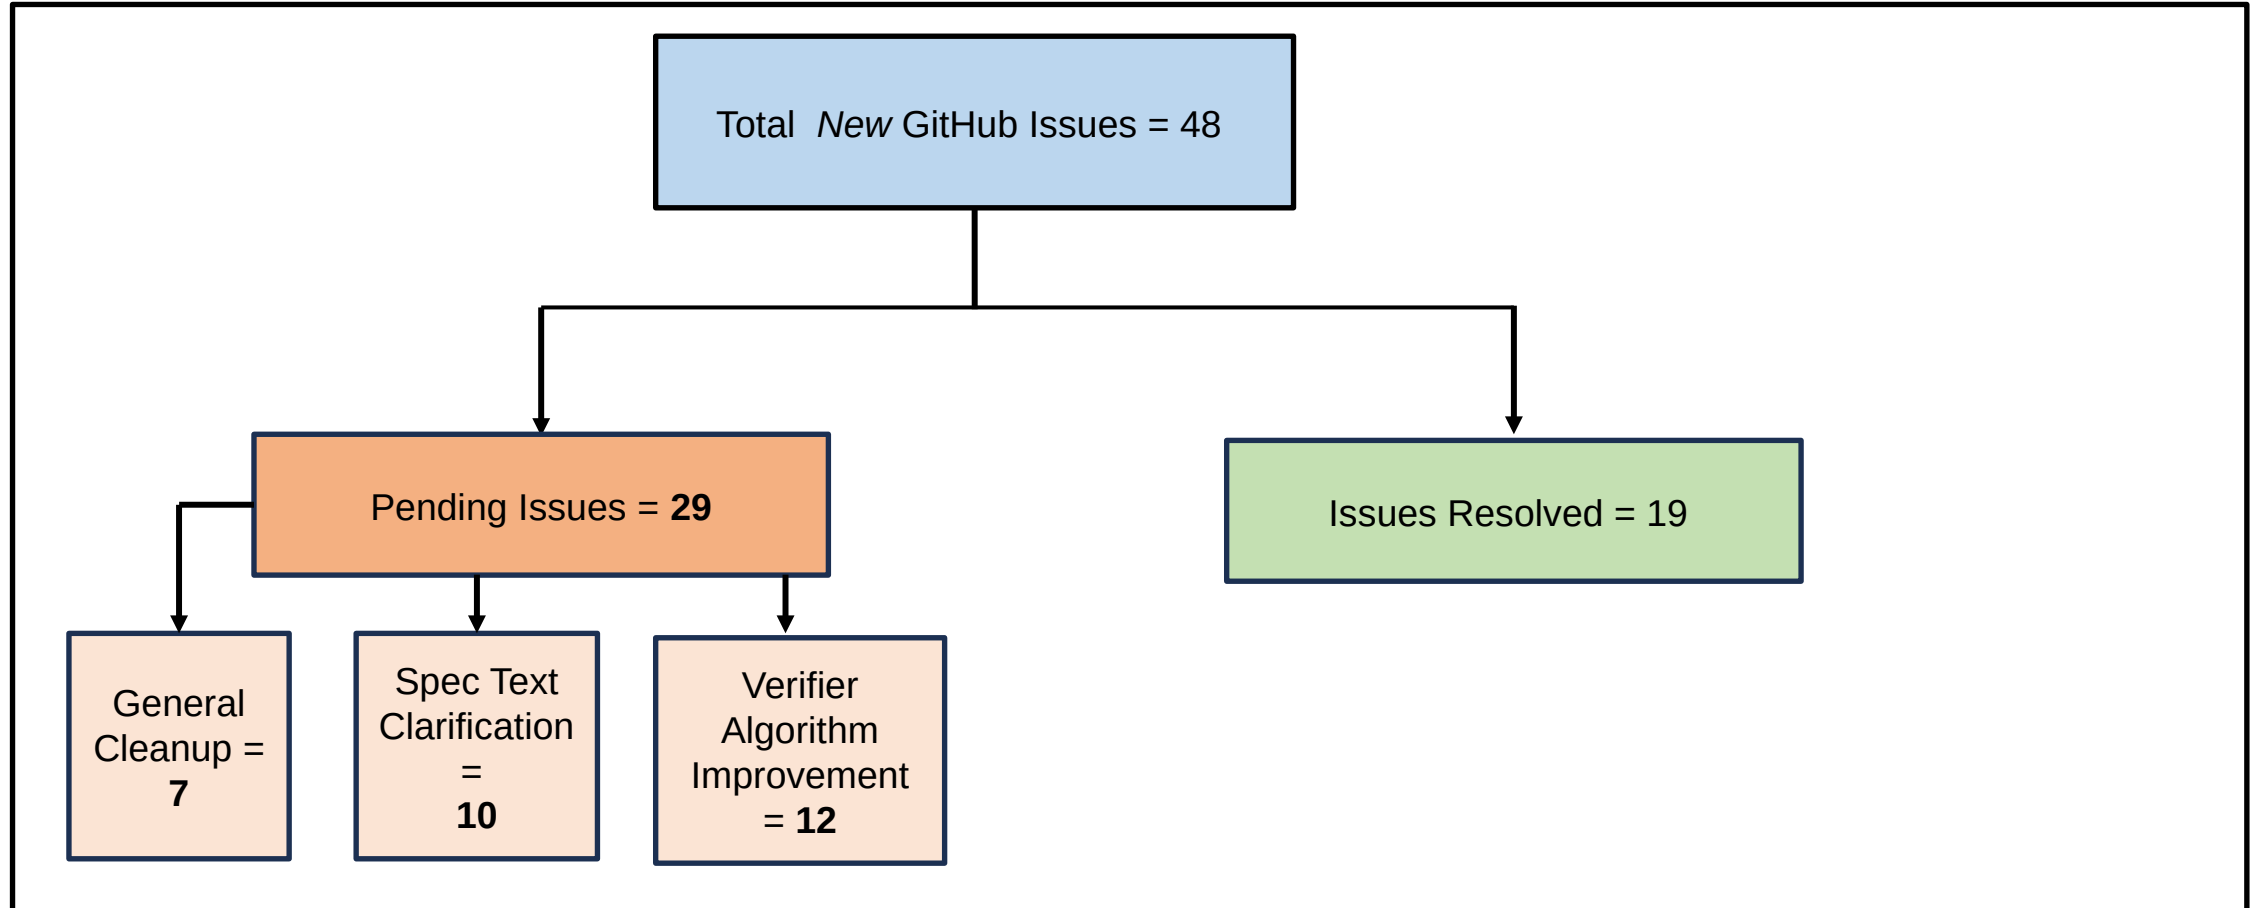 Total New GitHub Issues = 48
Pending Issues = 29
Issues Resolved = 19
General
Cleanup =
7
Spec Text
Clarification
=
10
Verifier
Algorithm
Improvement
= 12